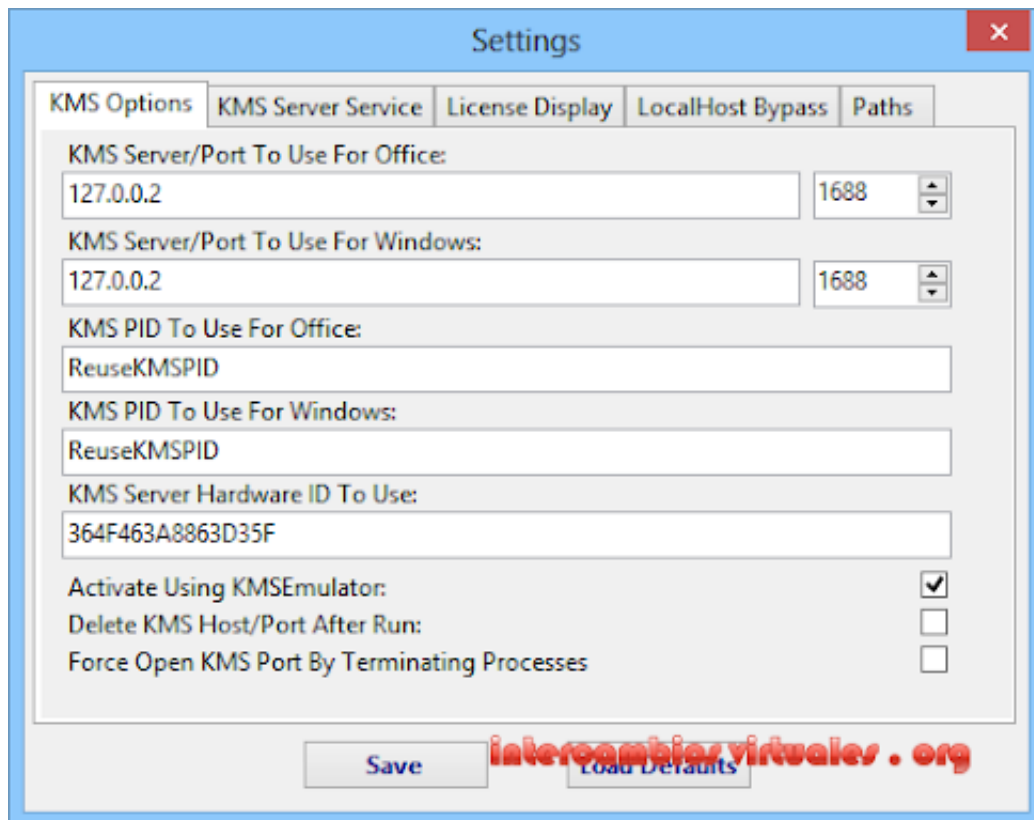 Settings
KMS Options KMS Server Service License Display LocalHost Bypass Paths
KMS Server/Port To Use For Office:
127.0.0.2 1688
KMS Server/Port To Use For Windows:
127.0.0.2 1688
KMS PID To Use For Office:
ReuseKMSPID
KMS PID To Use For Windows:
ReuseKMSPID
KMS Server Hardware ID To Use:
364F463A8863D35F
Activate Using KMSEmulator:
Delete KMS Host/Port After Run:
Force Open KMS Port By Terminating Processes
Save Load Defaults
intercambiosvirtuales . org